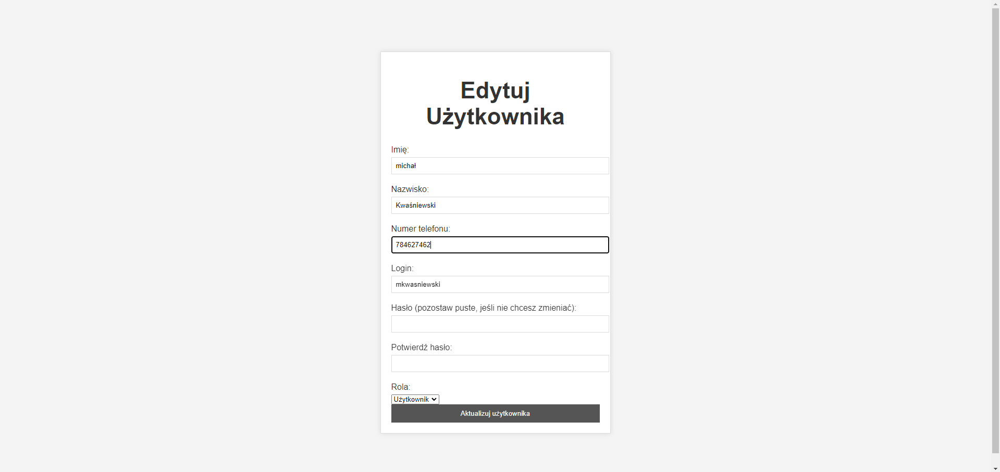 Edytuj
Użytkownika
Imię:
michał
Nazwisko:
Kwaśniewski
Numer telefonu:
784627462
Login:
mkwasniewski
Hasło (pozostaw puste, jeśli nie chcesz zmieniać):
Potwierdź hasło:
Rola:
Użytkownik
Aktualizuj użytkownika